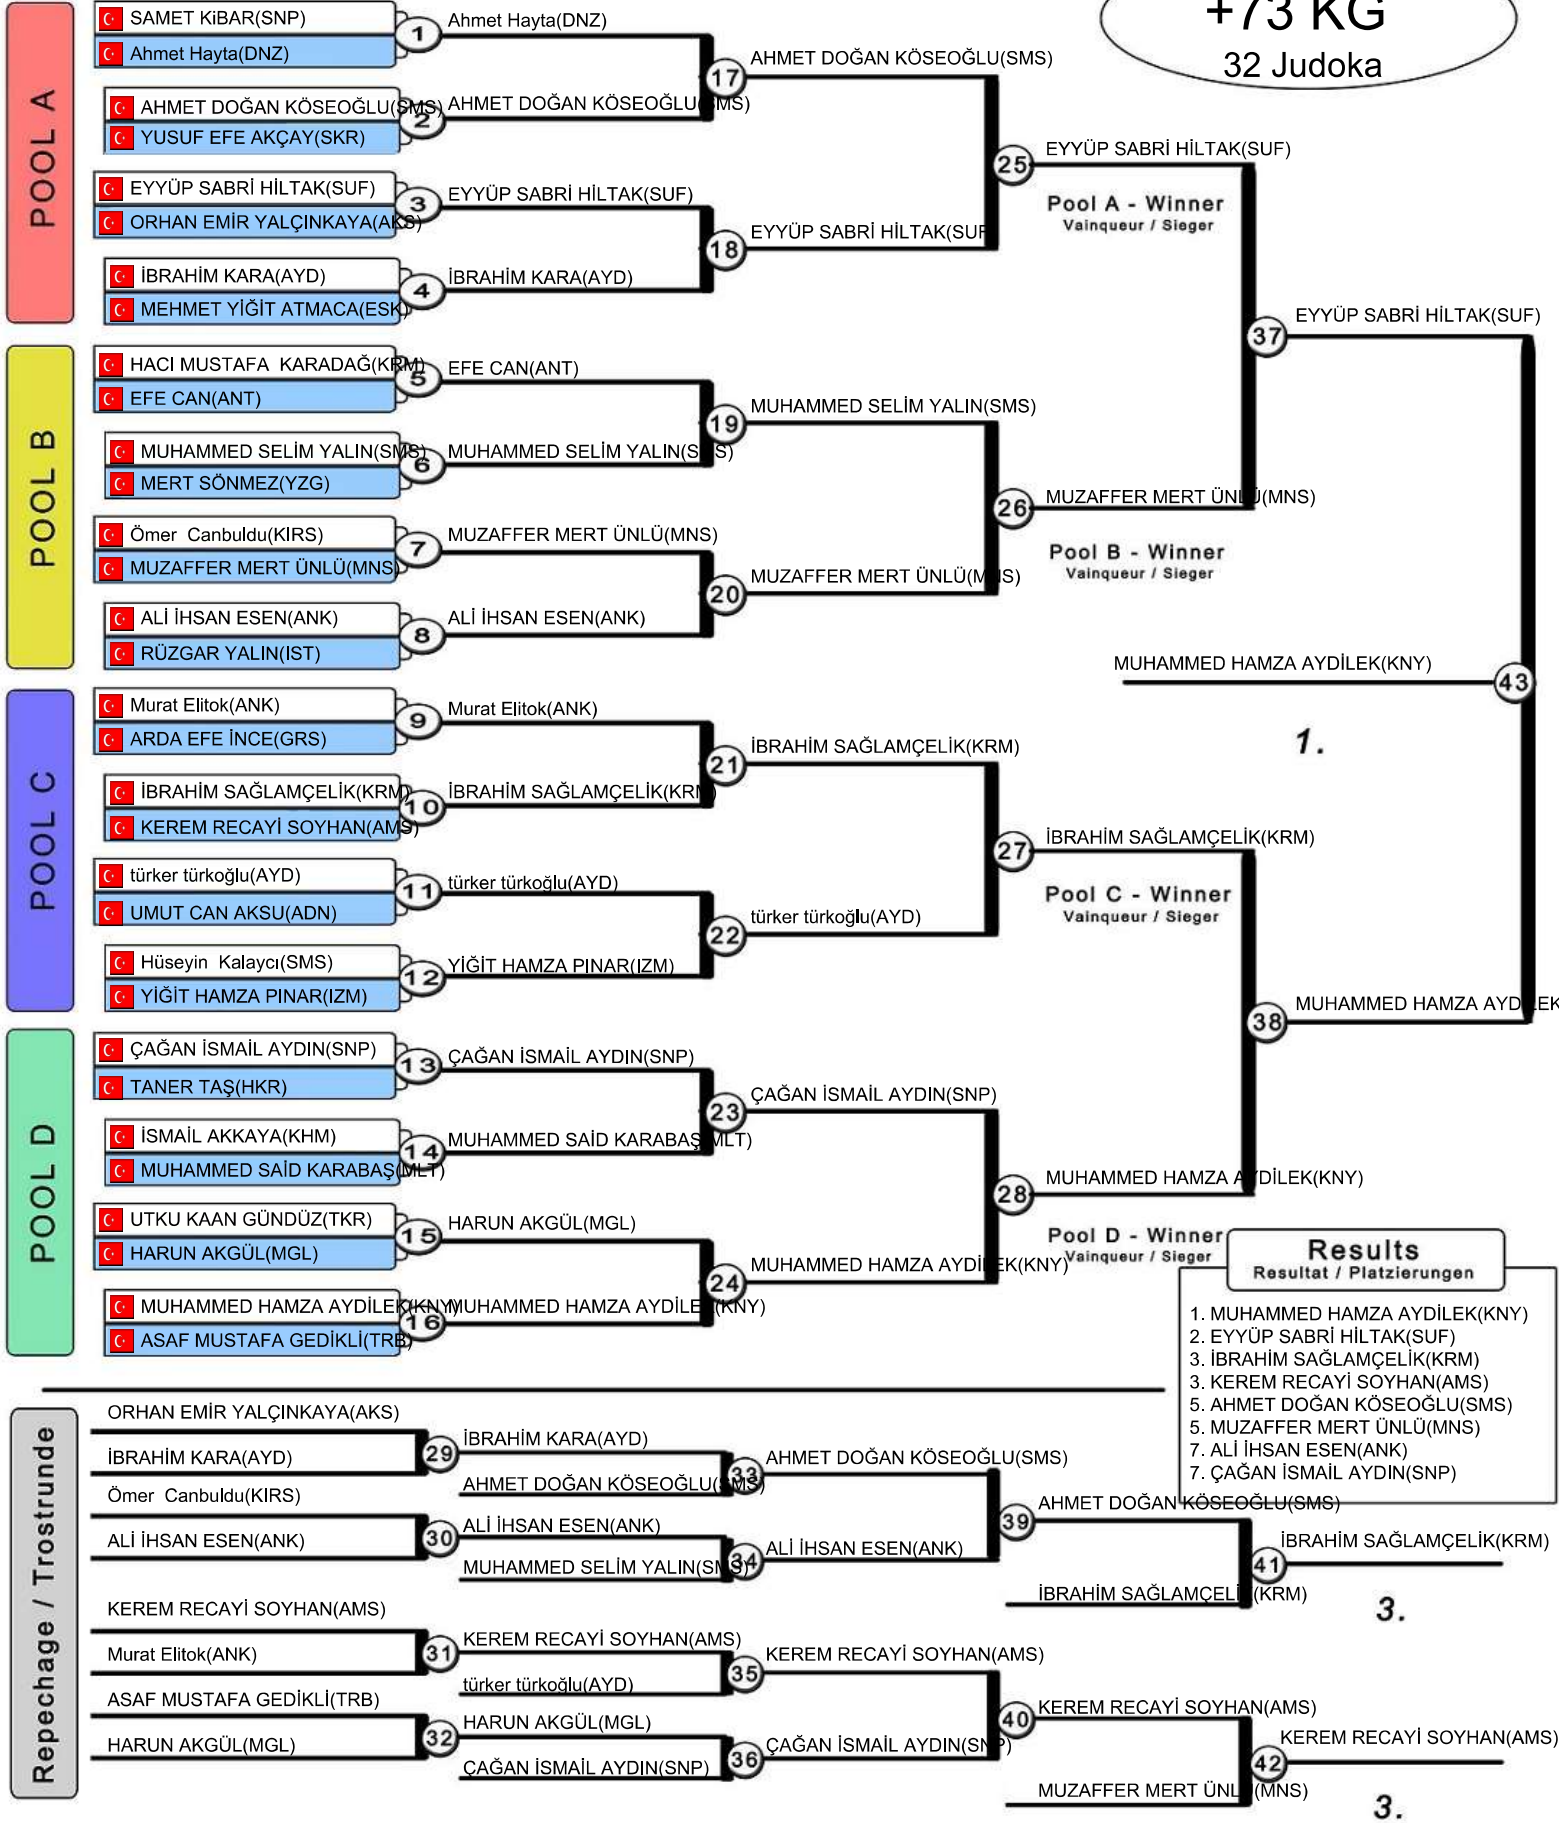 +73 KG
32 Judoka
POOL A
SAMET KiBAR(SNP)
Ahmet Hayta(DNZ)
1
Ahmet Hayta(DNZ)
AHMET DOĞAN KÖSEOĞLU(SMS)
YUSUF EFE AKÇAY(SKR)
2
AHMET DOĞAN KÖSEOĞLU(SMS)
17
AHMET DOĞAN KÖSEOĞLU(SMS)
EYYÜP SABRİ HİLTAK(SUF)
ORHAN EMİR YALÇINKAYA(AKS)
3
EYYÜP SABRİ HİLTAK(SUF)
İBRAHİM KARA(AYD)
MEHMET YİĞİT ATMACA(ESK)
4
İBRAHİM KARA(AYD)
18
EYYÜP SABRİ HİLTAK(SUF)
25
EYYÜP SABRİ HİLTAK(SUF)
Pool A - Winner
Vainqueur / Sieger
POOL B
HACI MUSTAFA  KARADAĞ(KRM)
EFE CAN(ANT)
5
EFE CAN(ANT)
MUHAMMED SELİM YALIN(SMS)
MERT SÖNMEZ(YZG)
6
MUHAMMED SELİM YALIN(SMS)
19
MUHAMMED SELİM YALIN(SMS)
Ömer  Canbuldu(KIRS)
MUZAFFER MERT ÜNLÜ(MNS)
7
MUZAFFER MERT ÜNLÜ(MNS)
ALİ İHSAN ESEN(ANK)
RÜZGAR YALIN(IST)
8
ALİ İHSAN ESEN(ANK)
20
MUZAFFER MERT ÜNLÜ(MNS)
26
MUZAFFER MERT ÜNLÜ(MNS)
Pool B - Winner
Vainqueur / Sieger
37
EYYÜP SABRİ HİLTAK(SUF)
MUHAMMED HAMZA AYDİLEK(KNY)
43
1.
POOL C
Murat Elitok(ANK)
ARDA EFE İNCE(GRS)
9
Murat Elitok(ANK)
İBRAHİM SAĞLAMÇELİK(KRM)
KEREM RECAYİ SOYHAN(AMS)
10
İBRAHİM SAĞLAMÇELİK(KRM)
21
İBRAHİM SAĞLAMÇELİK(KRM)
türker türkoğlu(AYD)
UMUT CAN AKSU(ADN)
11
türker türkoğlu(AYD)
Hüseyin  Kalaycı(SMS)
YİĞİT HAMZA PINAR(IZM)
12
YİĞİT HAMZA PINAR(IZM)
22
türker türkoğlu(AYD)
27
İBRAHİM SAĞLAMÇELİK(KRM)
Pool C - Winner
Vainqueur / Sieger
POOL D
ÇAĞAN İSMAİL AYDIN(SNP)
TANER TAŞ(HKR)
13
ÇAĞAN İSMAİL AYDIN(SNP)
İSMAİL AKKAYA(KHM)
MUHAMMED SAİD KARABAŞ(MLT)
14
MUHAMMED SAİD KARABAŞ(MLT)
23
ÇAĞAN İSMAİL AYDIN(SNP)
UTKU KAAN GÜNDÜZ(TKR)
HARUN AKGÜL(MGL)
15
HARUN AKGÜL(MGL)
MUHAMMED HAMZA AYDİLEK(KNY)
ASAF MUSTAFA GEDİKLİ(TRB)
16
MUHAMMED HAMZA AYDİLEK(KNY)
24
MUHAMMED HAMZA AYDİLEK(KNY)
28
MUHAMMED HAMZA AYDİLEK(KNY)
Pool D - Winner
Vainqueur / Sieger
38
MUHAMMED HAMZA AYDİLEK
Results
Resultat / Platzierungen
1. MUHAMMED HAMZA AYDİLEK(KNY)
2. EYYÜP SABRİ HİLTAK(SUF)
3. İBRAHİM SAĞLAMÇELİK(KRM)
3. KEREM RECAYİ SOYHAN(AMS)
5. AHMET DOĞAN KÖSEOĞLU(SMS)
5. MUZAFFER MERT ÜNLÜ(MNS)
7. ALİ İHSAN ESEN(ANK)
7. ÇAĞAN İSMAİL AYDIN(SNP)
Repechage / Trostrunde
ORHAN EMİR YALÇINKAYA(AKS)
İBRAHİM KARA(AYD)
29
İBRAHİM KARA(AYD)
AHMET DOĞAN KÖSEOĞLU(SMS)
33
AHMET DOĞAN KÖSEOĞLU(SMS)
Ömer  Canbuldu(KIRS)
ALİ İHSAN ESEN(ANK)
30
ALİ İHSAN ESEN(ANK)
MUHAMMED SELİM YALIN(SMS)
34
ALİ İHSAN ESEN(ANK)
39
AHMET DOĞAN KÖSEOĞLU(SMS)
İBRAHİM SAĞLAMÇELİK(KRM)
41
İBRAHİM SAĞLAMÇELİK(KRM)
3.
KEREM RECAYİ SOYHAN(AMS)
Murat Elitok(ANK)
31
KEREM RECAYİ SOYHAN(AMS)
türker türkoğlu(AYD)
35
KEREM RECAYİ SOYHAN(AMS)
ASAF MUSTAFA GEDİKLİ(TRB)
HARUN AKGÜL(MGL)
32
HARUN AKGÜL(MGL)
ÇAĞAN İSMAİL AYDIN(SNP)
36
ÇAĞAN İSMAİL AYDIN(SNP)
40
KEREM RECAYİ SOYHAN(AMS)
MUZAFFER MERT ÜNLÜ(MNS)
42
KEREM RECAYİ SOYHAN(AMS)
3.